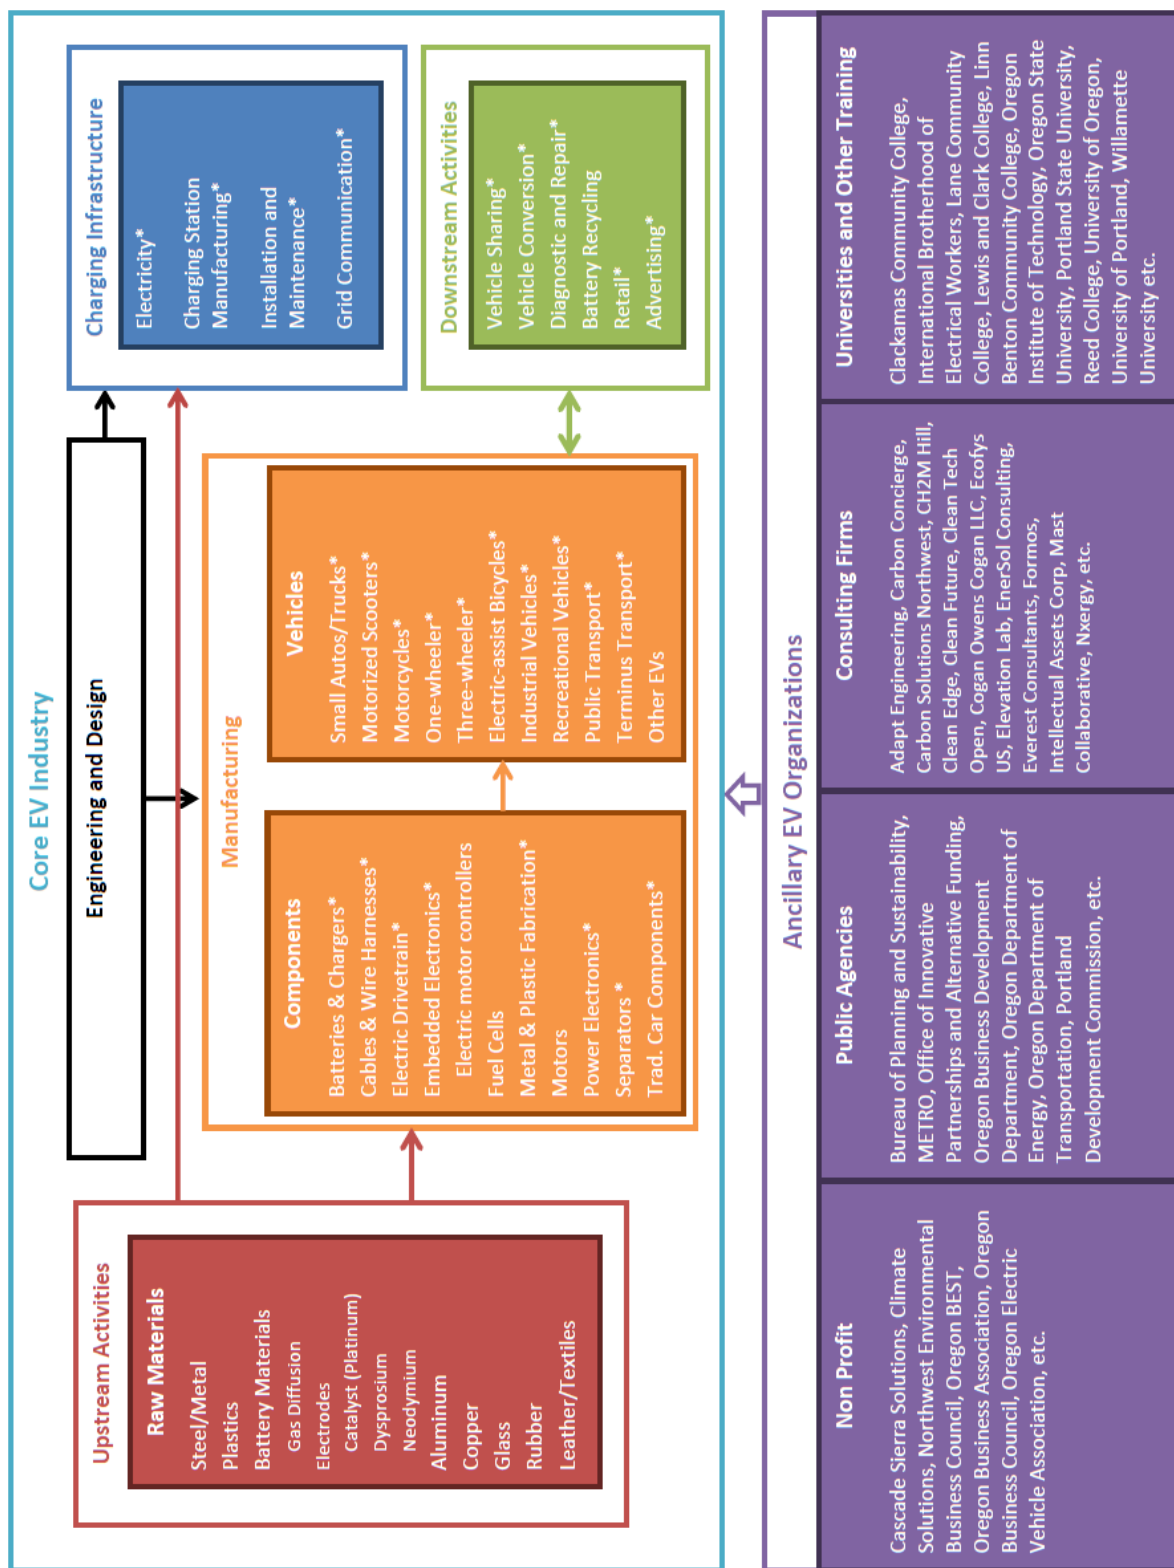 Core EV Industry
Engineering and Design
Upstream Activities
Raw Materials
Steel/Metal
Plastics
Battery Materials
Gas Diffusion
Electrodes
Catalyst (Platinum)
Dysprosium
Neodymium
Aluminum
Copper
Glass
Rubber
Leather/Textiles
Manufacturing
Components
Batteries & Chargers*
Cables & Wire Harnesses*
Electric Drivetrain*
Embedded Electronics*
Electric motor controllers
Fuel Cells
Metal & Plastic Fabrication*
Motors
Power Electronics*
Separators *
Trad. Car Components*
Vehicles
Small Autos/Trucks*
Motorized Scooters*
Motorcycles*
One-wheeler*
Three-wheeler*
Electric-assist Bicycles*
Industrial Vehicles*
Recreational Vehicles*
Public Transport*
Terminus Transport*
Other EVs
Charging Infrastructure
Electricity*
Charging Station
Manufacturing*
Installation and
Maintenance*
Grid Communication*
Downstream Activities
Vehicle Sharing*
Vehicle Conversion*
Diagnostic and Repair*
Battery Recycling
Retail*
Advertising*
Ancillary EV Organizations
Non Profit
Cascade Sierra Solutions, Climate
Solutions, Northwest Environmental
Business Council, Oregon BEST,
Oregon Business Association, Oregon
Business Council, Oregon Electric
Vehicle Association, etc.
Public Agencies
Bureau of Planning and Sustainability,
METRO, Office of Innovative
Partnerships and Alternative Funding,
Oregon Business Development
Department, Oregon Department of
Energy, Oregon Department of
Transportation, Portland
Development Commission, etc.
Consulting Firms
Adapt Engineering, Carbon Concierge,
Carbon Solutions Northwest, CH2M Hill,
Clean Edge, Clean Future, Clean Tech
Open, Cogan Owens Cogan LLC, Ecofys
US, Elevation Lab, EnerSol Consulting,
Everest Consultants, Formos,
Intellectual Assets Corp, Mast
Collaborative, Nxergy, etc.
Universities and Other Training
Clackamas Community College,
International Brotherhood of
Electrical Workers, Lane Community
College, Lewis and Clark College, Linn
Benton Community College, Oregon
Institute of Technology, Oregon State
University, Portland State University,
Reed College, University of Oregon,
University of Portland, Willamette
University etc.